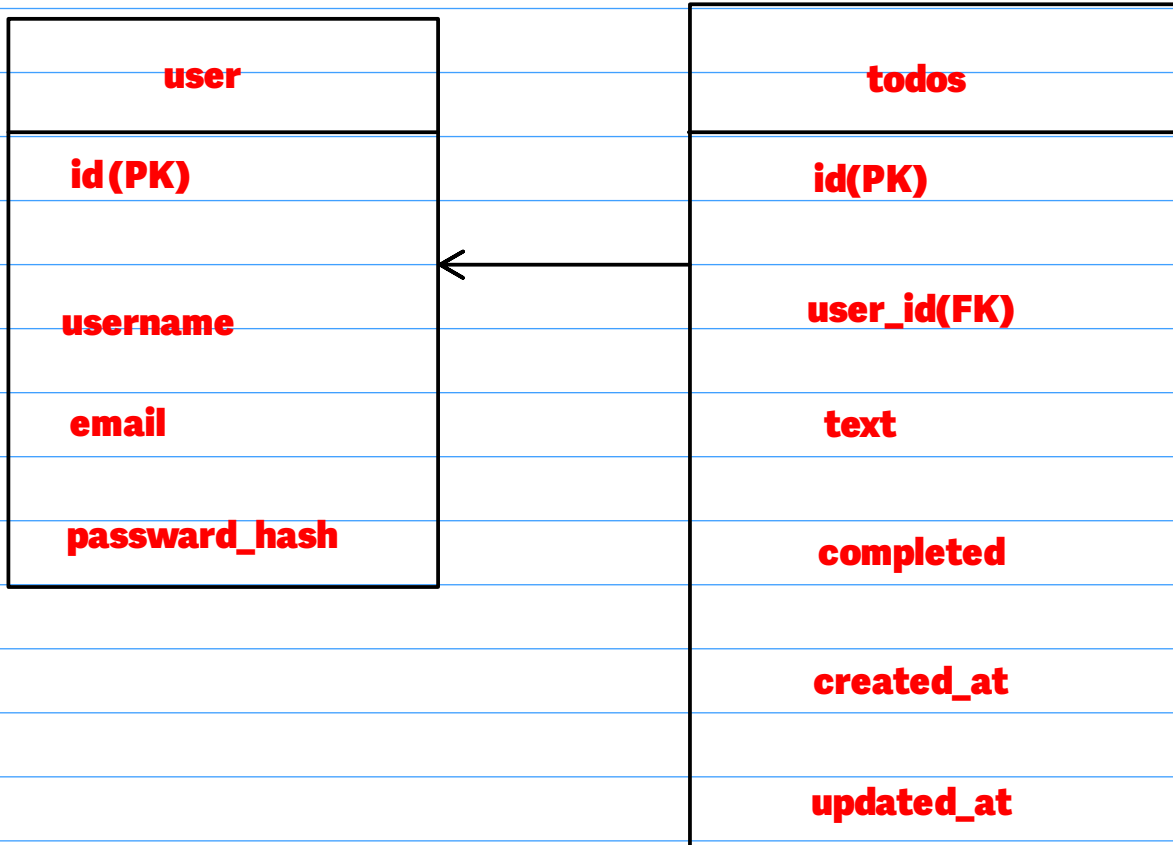 user
id(PK)
username
email
passward_hash
todos
id(PK)
user_id(FK)
text
completed
created_at
updated_at